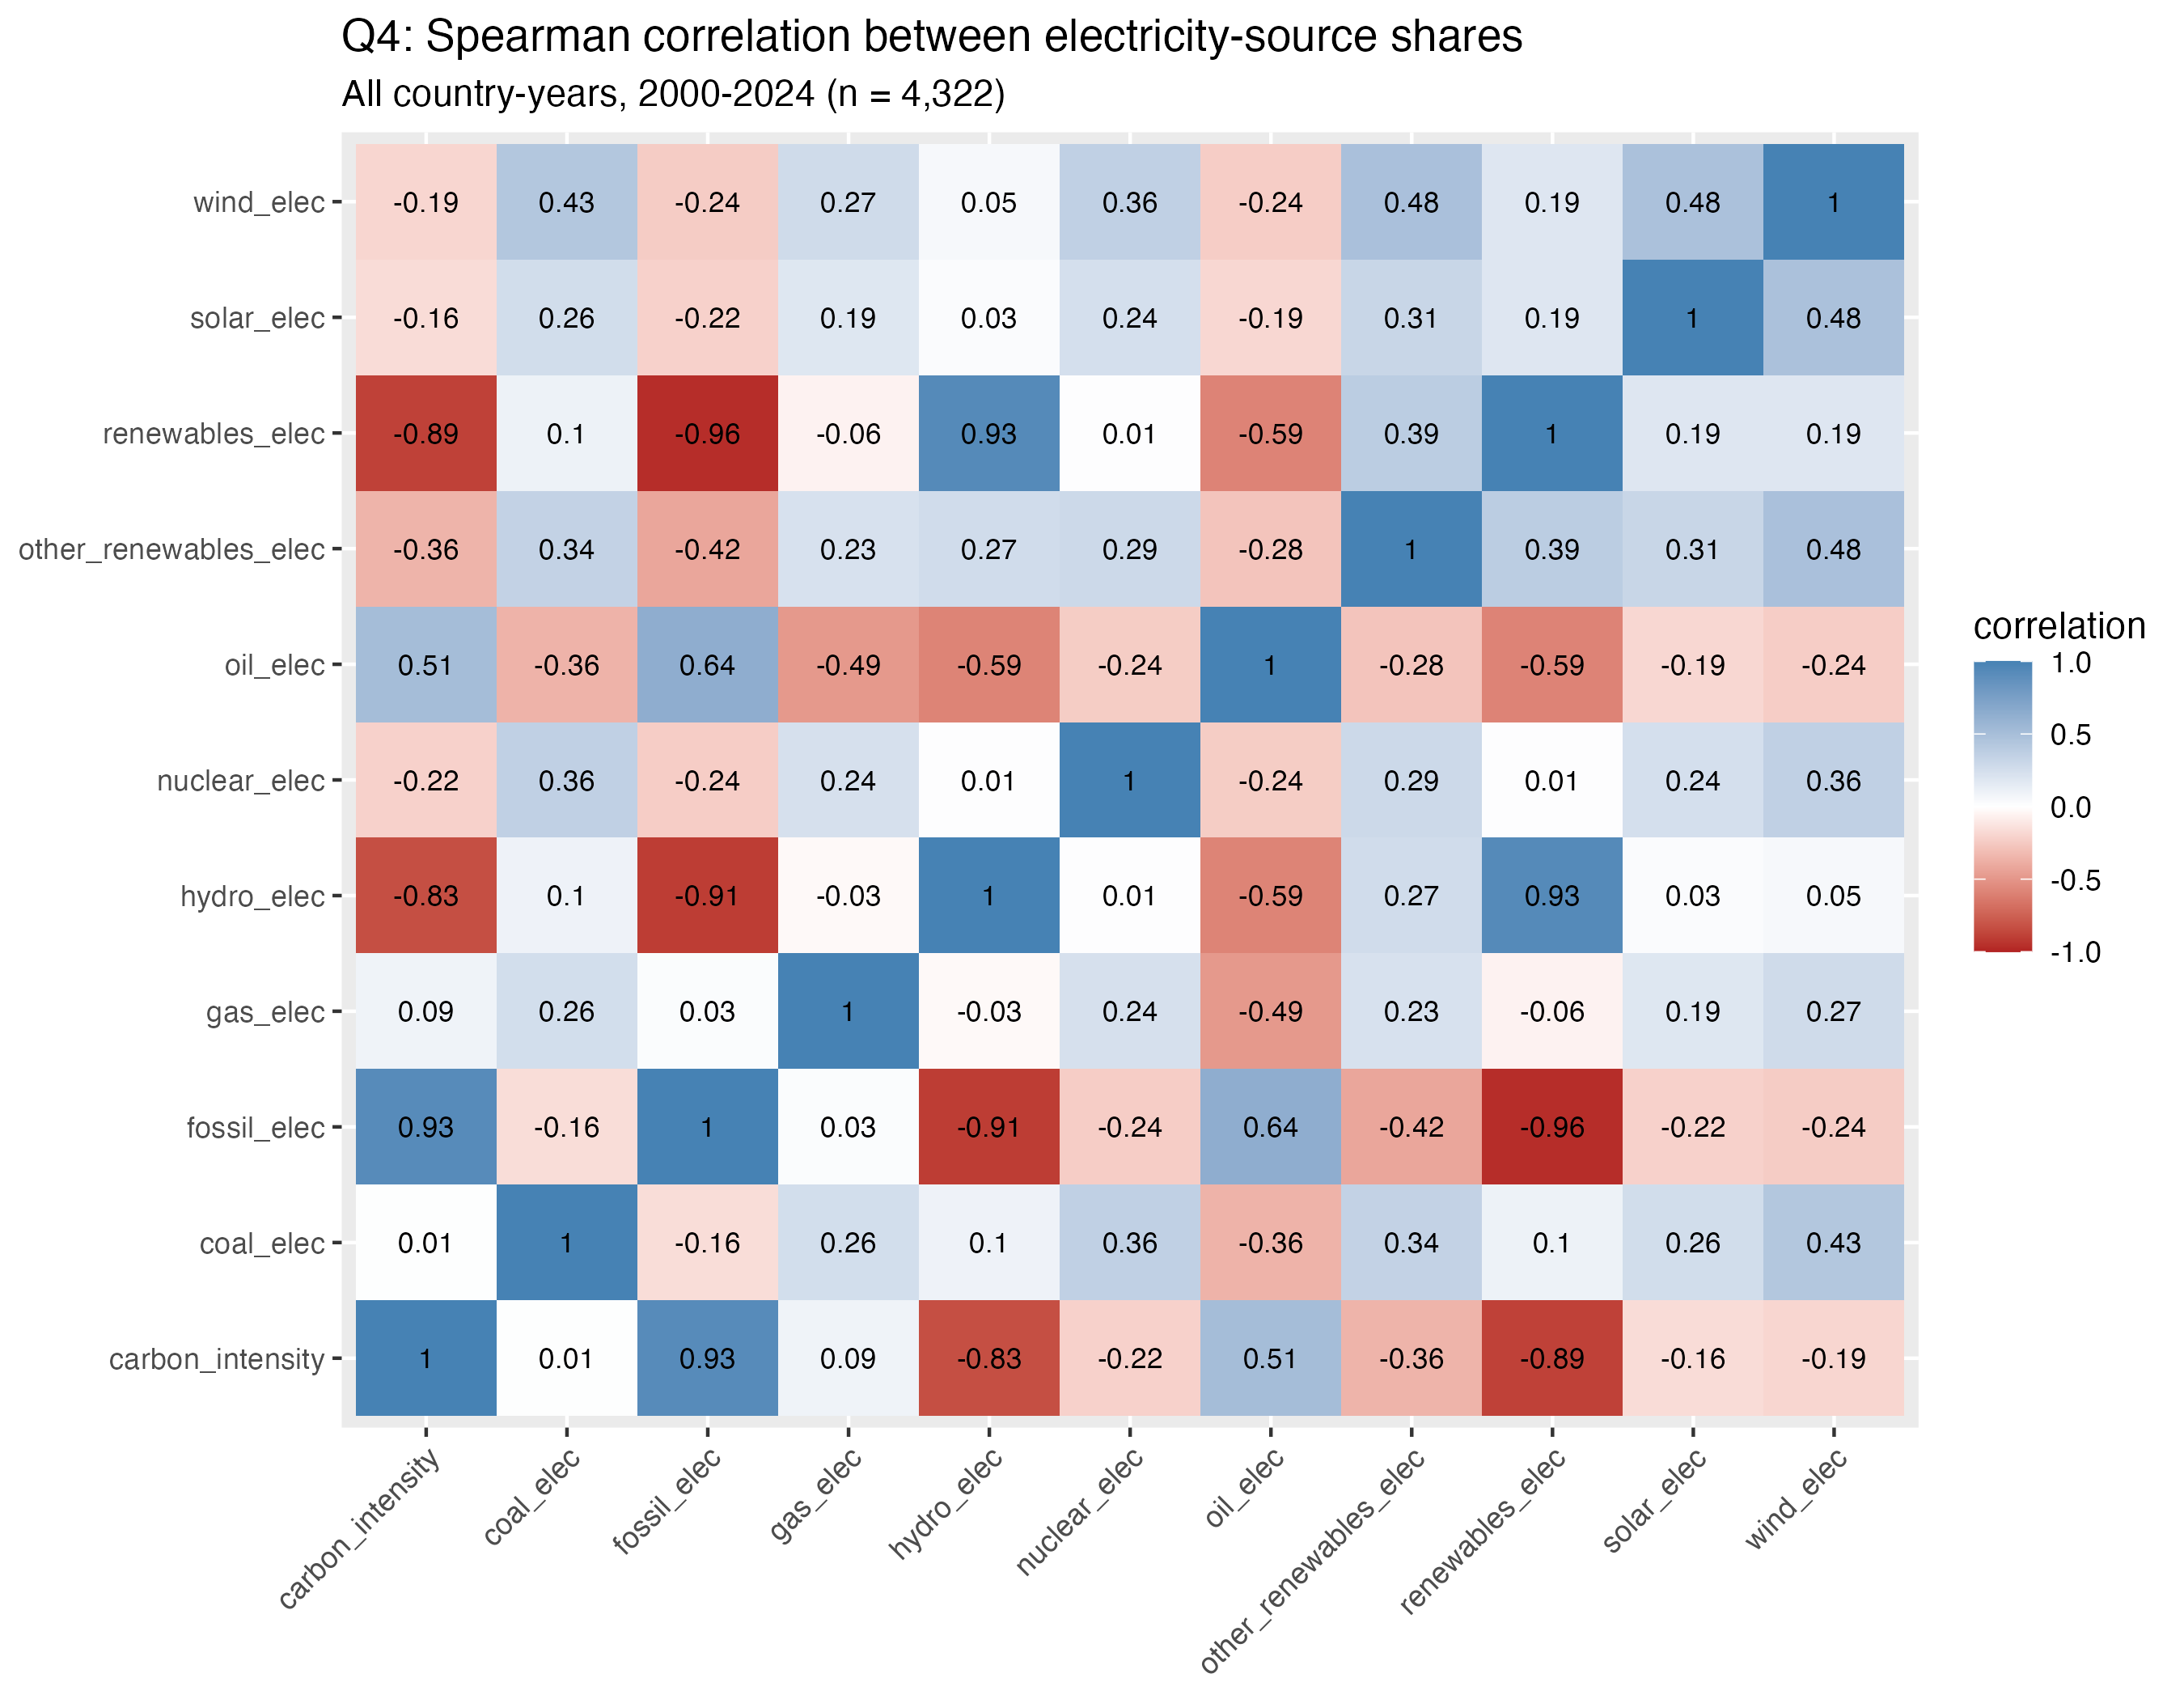 Q4: Spearman correlation between electricity-source shares
All country-years, 2000-2024 (n = 4,322)
wind_elec -0.19 0.43 -0.24 0.27 0.05 0.36 -0.24 0.48 0.19 0.48 1
solar_elec -0.16 0.26 -0.22 0.19 0.03 0.24 -0.19 0.31 0.19 1 0.48
renewables_elec -0.89 0.1 -0.96 -0.06 0.93 0.01 -0.59 0.39 1 0.19 0.19
other_renewables_elec -0.36 0.34 -0.42 0.23 0.27 0.29 -0.28 1 0.39 0.31 0.48
oil_elec 0.51 -0.36 0.64 -0.49 -0.59 -0.24 1 -0.28 -0.59 -0.19 -0.24
nuclear_elec -0.22 0.36 -0.24 0.24 0.01 1 -0.24 0.29 0.01 0.24 0.36
hydro_elec -0.83 0.1 -0.91 -0.03 1 0.01 -0.59 0.27 0.93 0.03 0.05
gas_elec 0.09 0.26 0.03 1 -0.03 0.24 -0.49 0.23 -0.06 0.19 0.27
fossil_elec 0.93 -0.16 1 0.03 -0.91 -0.24 0.64 -0.42 -0.96 -0.22 -0.24
coal_elec 0.01 1 -0.16 0.26 0.1 0.36 -0.36 0.34 0.1 0.26 0.43
carbon_intensity 1 0.01 0.93 0.09 -0.83 -0.22 0.51 -0.36 -0.89 -0.16 -0.19
carbon_intensity
coal_elec
fossil_elec
gas_elec
hydro_elec
nuclear_elec
oil_elec
other_renewables_elec
renewables_elec
solar_elec
wind_elec
correlation
1.0
0.5
0.0
-0.5
-1.0